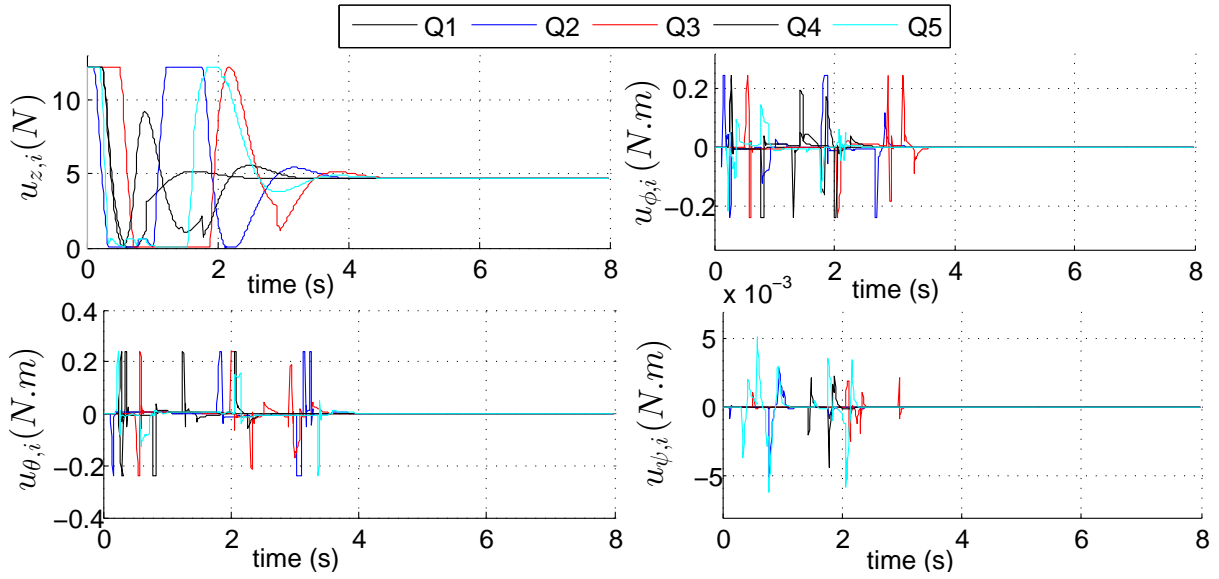 Q1 Q2 Q3 Q4 Q5
u_{z,i}(N)
10
5
0
0 2 4 6 8
time (s)
u_{ϕ,i}(N.m)
0.2
0
−0.2
0 2 4 6 8
time (s)
u_{θ,i}(N.m)
0.4
0.2
0
−0.2
−0.4
0 2 4 6 8
time (s)
x 10^{−3}
u_{ψ,i}(N.m)
5
0
−5
0 2 4 6 8
time (s)